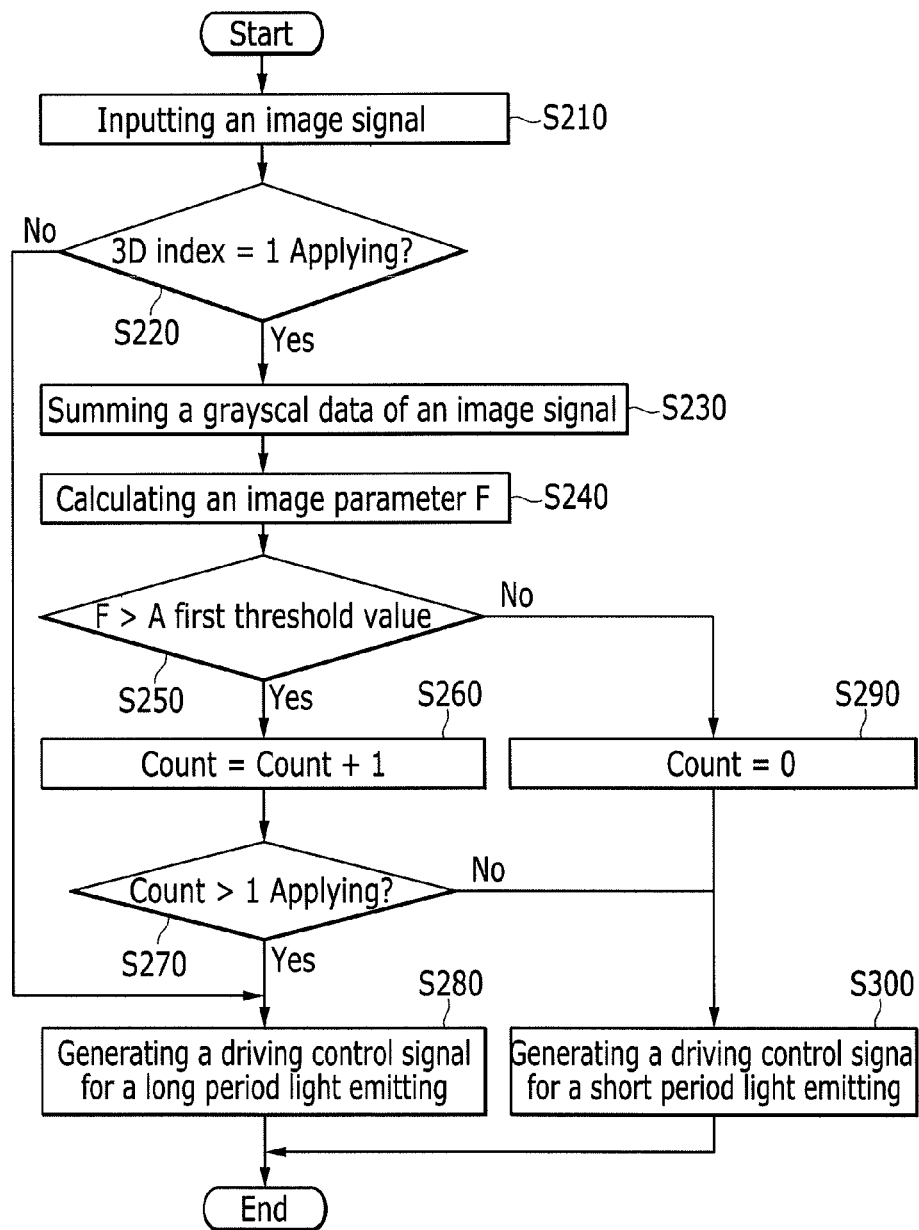 Start
Inputting an image signal
S210
No
3D index = 1 Applying?
S220
Yes
Summing a grayscal data of an image signal
S230
Calculating an image parameter F
S240
F > A first threshold value
No
S250
Yes
S260
S290
Count = Count + 1
Count = 0
Count > 1 Applying?
No
S270
Yes
S280
S300
Generating a driving control signal
for a long period light emitting
Generating a driving control signal
for a short period light emitting
End